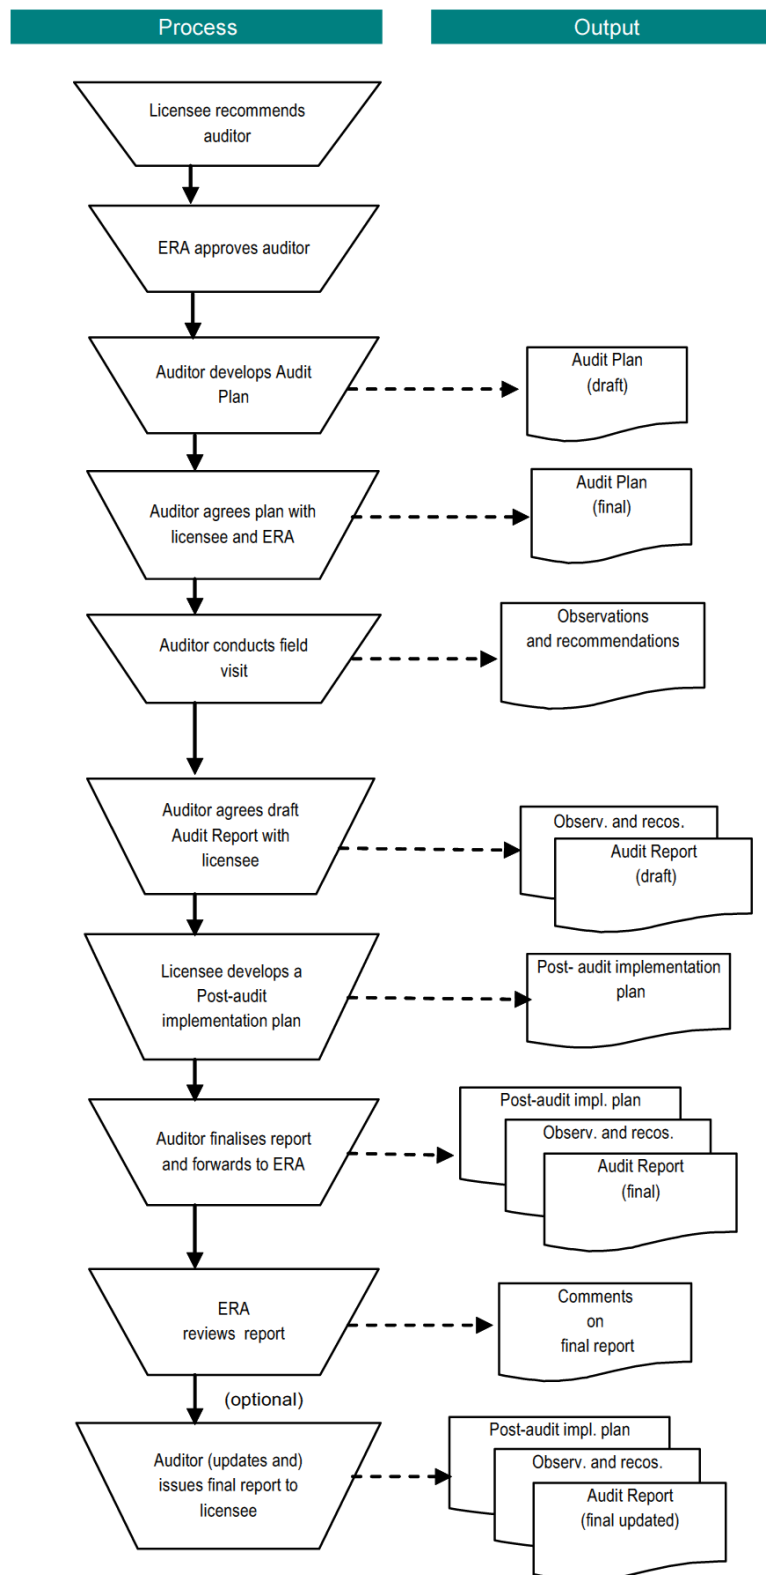 Process
Output
Licensee recommends
auditor
ERA approves auditor
Auditor develops Audit
Plan
Audit Plan
(draft)
Auditor agrees plan with
licensee and ERA
Audit Plan
(final)
Auditor conducts field
visit
Observations
and recommendations
Auditor agrees draft
Audit Report with
licensee
Observ. and recos.
Audit Report
(draft)
Licensee develops a
Post-audit
implementation plan
Post- audit implementation
plan
Auditor finalises report
and forwards to ERA
Post-audit impl. plan
Observ. and recos.
Audit Report
(final)
ERA
reviews report
Comments
on
final report
(optional)
Auditor (updates and)
issues final report to
licensee
Post-audit impl. plan
Observ. and recos.
Audit Report
(final updated)